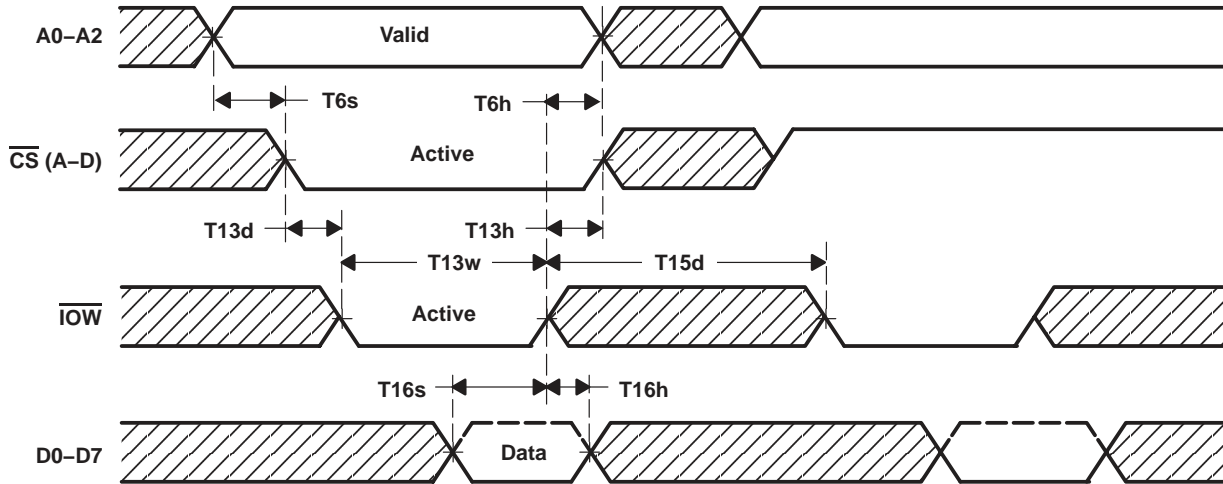 A0–A2
Valid
T6s
T6h
CS (A–D)
Active
T13d
T13h
T13w
T15d
IOW
Active
T16s
T16h
D0–D7
Data